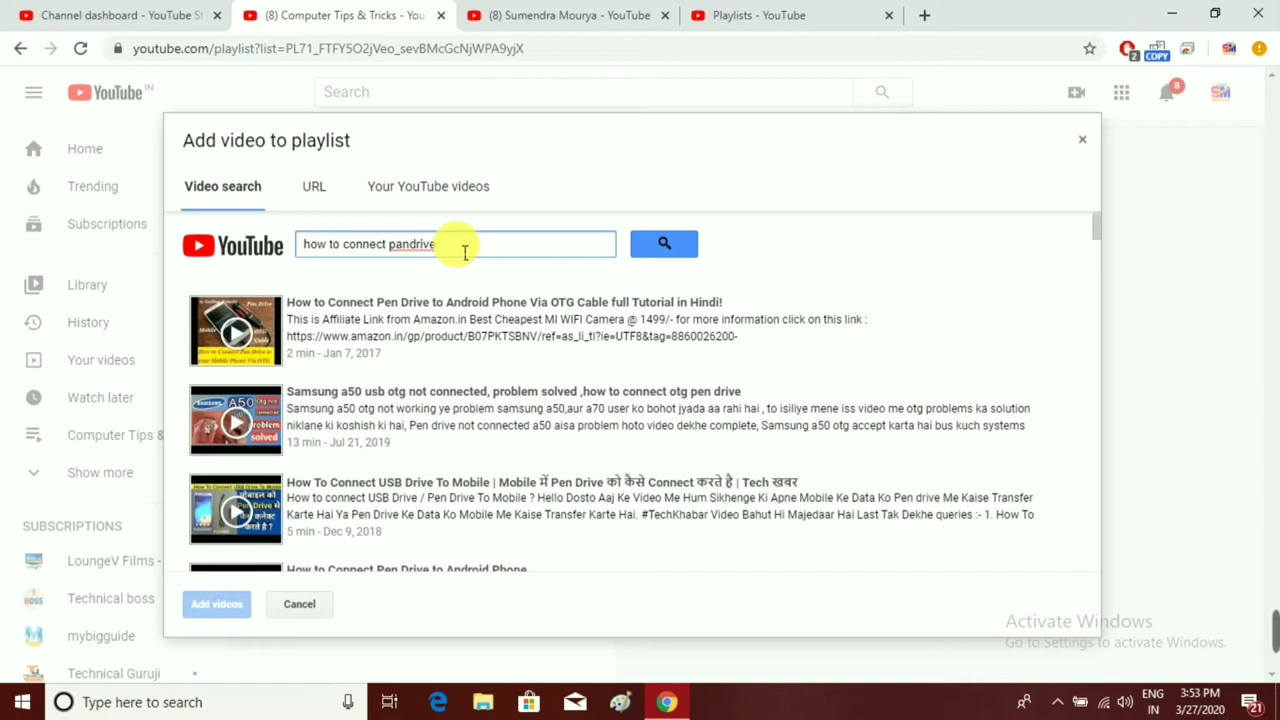 Channel dashboard - YouTube St
(8) Computer Tips & Tricks - You
(8) Sumendra Mourya - YouTube
Playlists - YouTube
youtube.com/playlist?list=PL71_FTFY5O2jVeo_sevBMcGcNjWPA9yjX
2
COPY
YouTube IN
Search
8
SM
Home
Trending
Subscriptions
Library
History
Your videos
Watch later
Computer Tips &
Show more
SUBSCRIPTIONS
LoungeV Films -
Technical boss
mybigguide
Technical Guruji
Add video to playlist
Video search
URL
Your YouTube videos
YouTube
how to connect pandrive
How to Connect Pen Drive to Android Phone Via OTG Cable full Tutorial in Hindi!
This is Affiliate Link from Amazon.in Best Cheapest MI WIFI Camera @ 1499/- for more information click on this link :
https://www.amazon.in/gp/product/B07PKTSBNV/ref=as_li_tl?ie=UTF8&tag=8860026200-
2 min - Jan 7, 2017
Samsung a50 usb otg not connected, problem solved ,how to connect otg pen drive
Samsung a50 otg not working ye problem samsung a50,aur a70 user ko bohot jyada aa rahi hai , to isiliye mene iss video me otg problems ka solution
niklane ki koshish ki hai, Pen drive not connected a50 aisa problem hoto video dekhe complete, Samsung a50 otg accept karta hai bus kuch systems
13 min - Jul 21, 2019
How To Connect USB Drive To Mobile | Mobile में Pen Drive को कैसे Connect करते है | Tech खबर
How to connect USB Drive / Pen Drive To Mobile ? Hello Dosto Aaj Ke Video Me Hum Sikhenge Ki Apne Mobile Ke Data Ko Pen drive Me Kaise Transfer
Karte Hai Ya Pen Drive Ke Data Ko Mobile Me Kaise Transfer Karte Hai. #TechKhabar Video Bahut Hi Majedaar Hai Last Tak Dekhe queries :- 1. How To
5 min - Dec 9, 2018
How to Connect Pen Drive to Android Phone
Add videos
Cancel
Activate Windows
Go to Settings to activate Windows.
Type here to search
ENG
IN
3:53 PM
3/27/2020
21